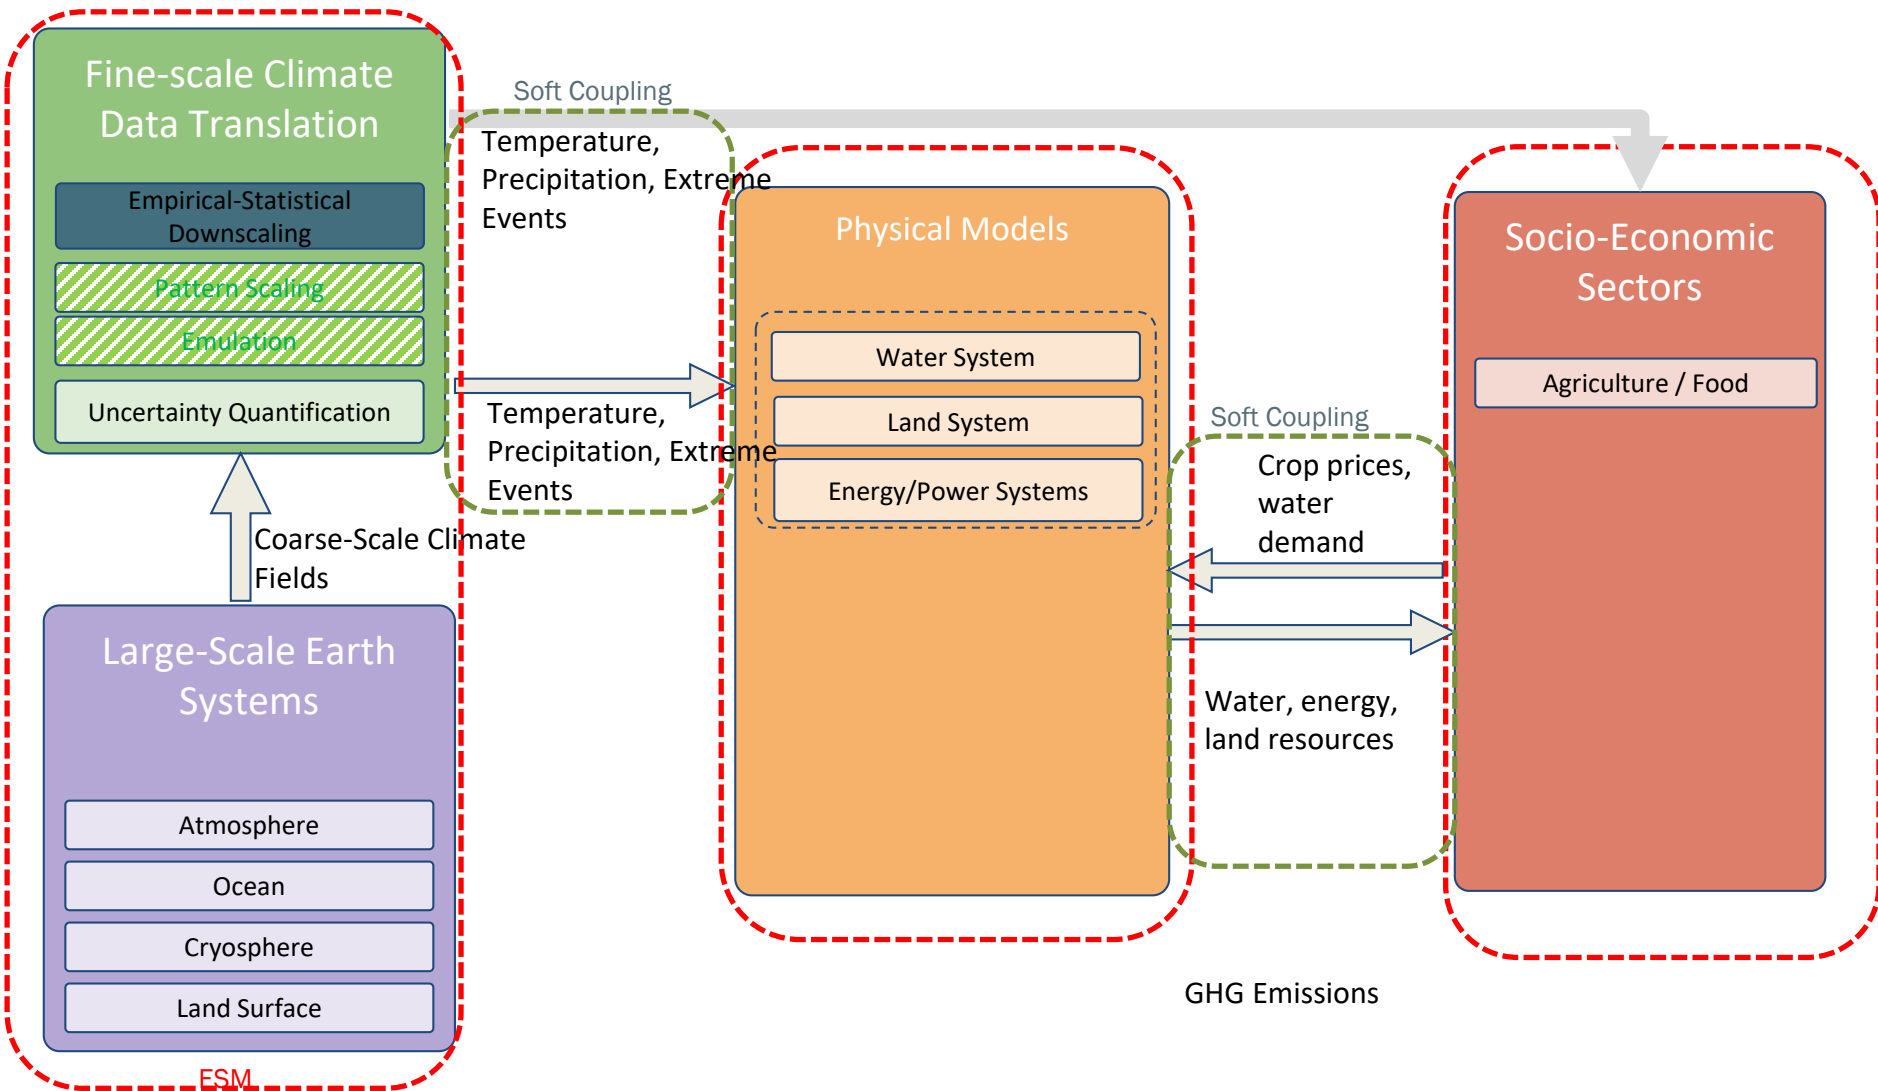 Fine-scale Climate
Data Translation
Empirical-Statistical
Downscaling
Pattern Scaling
Emulation
Uncertainty Quantification
Coarse-Scale Climate
Fields
Large-Scale Earth
Systems
Atmosphere
Ocean
Cryosphere
Land Surface
ESM
Soft Coupling
Temperature,
Precipitation, Extreme
Events
Temperature,
Precipitation, Extreme
Events
Physical Models
Water System
Land System
Energy/Power Systems
Soft Coupling
Crop prices,
water
demand
Water, energy,
land resources
Socio-Economic
Sectors
Agriculture / Food
GHG Emissions